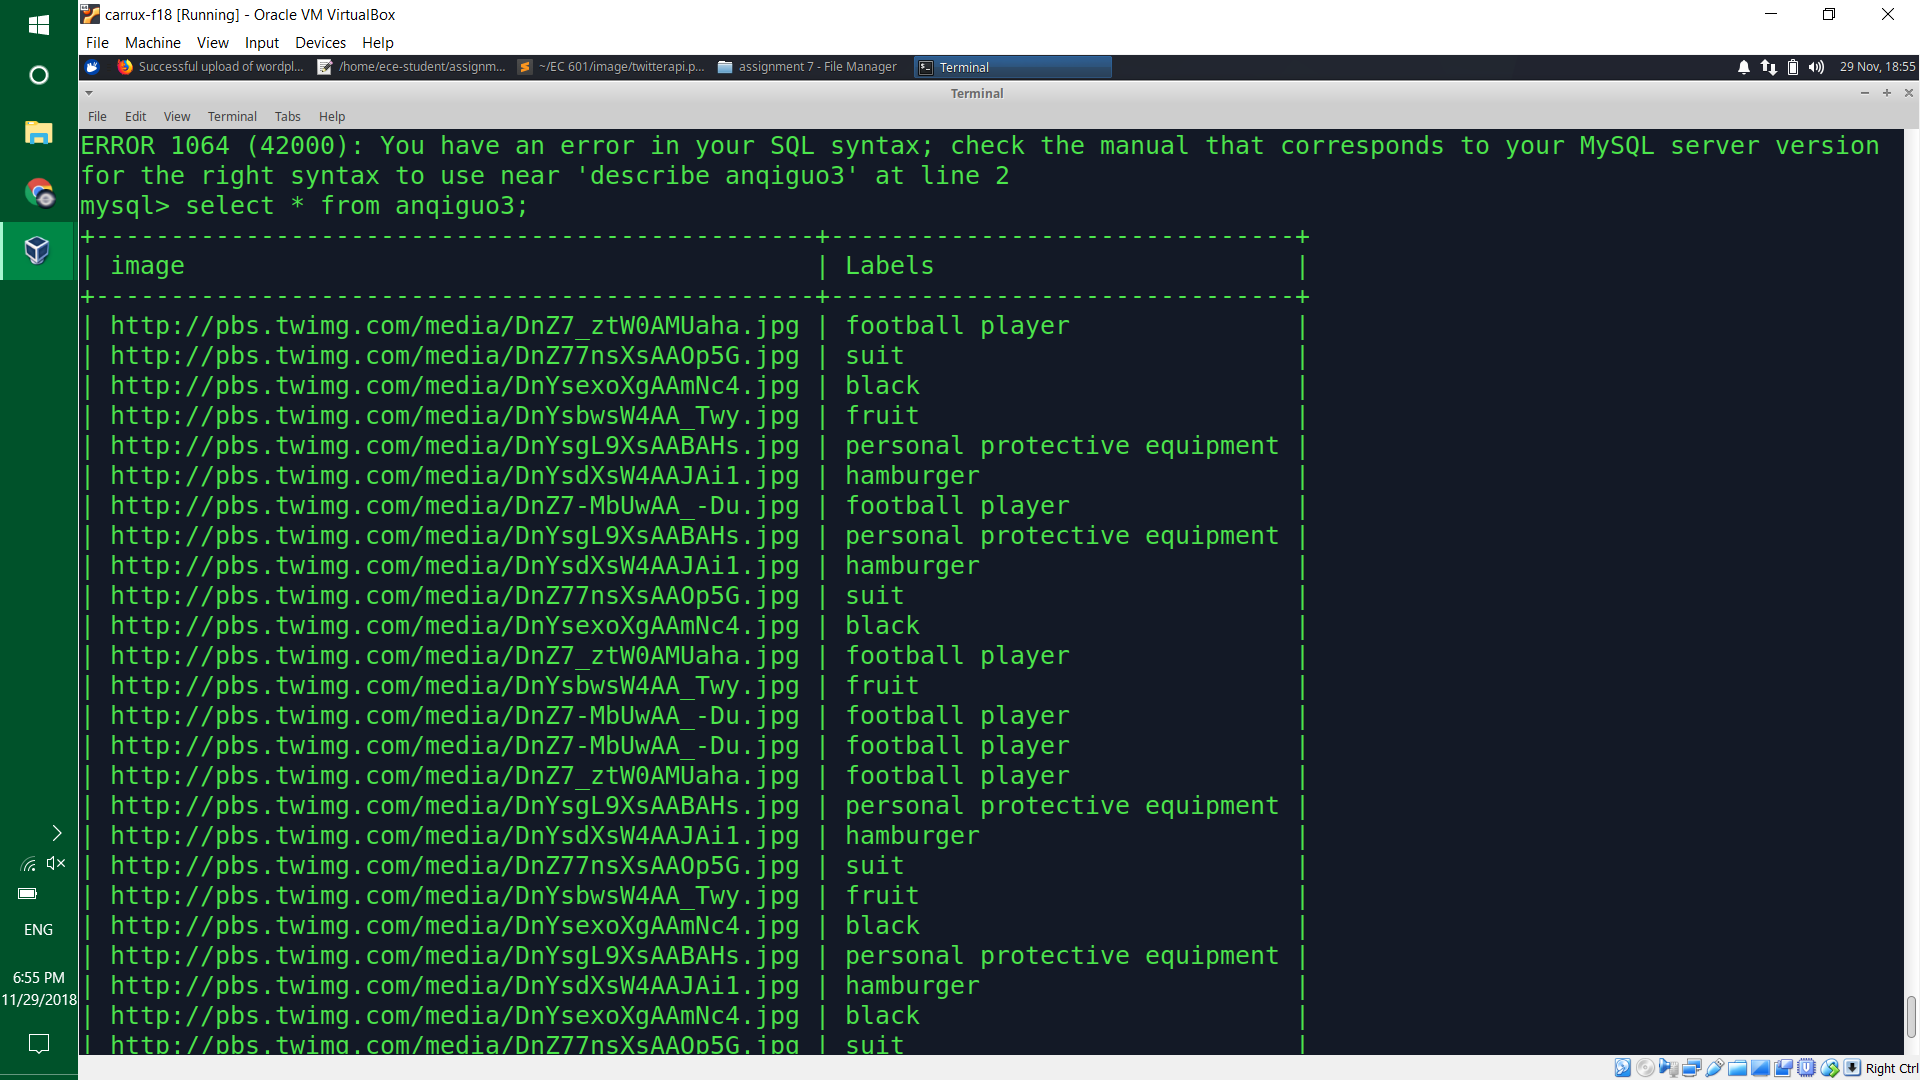 carrux-f18 [Running] - Oracle VM VirtualBox
File Machine View Input Devices Help
Successful upload of wordpl... /home/ece-student/assignm... ~/EC 601/image/twitterapi.p... assignment 7 - File Manager Terminal 29 Nov, 18:55
Terminal
File Edit View Terminal Tabs Help
ERROR 1064 (42000): You have an error in your SQL syntax; check the manual that corresponds to your MySQL server version
for the right syntax to use near 'describe anqiguo3' at line 2
mysql> select * from anqiguo3;
+------------------------------------------------+-------------------------------+
| image | Labels |
+------------------------------------------------+-------------------------------+
| http://pbs.twimg.com/media/DnZ7_ztW0AMUaha.jpg | football player |
| http://pbs.twimg.com/media/DnZ77nsXsAAOp5G.jpg | suit |
| http://pbs.twimg.com/media/DnYsexoXgAAmNc4.jpg | black |
| http://pbs.twimg.com/media/DnYsbwsW4AA_Twy.jpg | fruit |
| http://pbs.twimg.com/media/DnYsgL9XsAABAHs.jpg | personal protective equipment |
| http://pbs.twimg.com/media/DnYsdXsW4AAJAi1.jpg | hamburger |
| http://pbs.twimg.com/media/DnZ7-MbUwAA_-Du.jpg | football player |
| http://pbs.twimg.com/media/DnYsgL9XsAABAHs.jpg | personal protective equipment |
| http://pbs.twimg.com/media/DnYsdXsW4AAJAi1.jpg | hamburger |
| http://pbs.twimg.com/media/DnZ77nsXsAAOp5G.jpg | suit |
| http://pbs.twimg.com/media/DnYsexoXgAAmNc4.jpg | black |
| http://pbs.twimg.com/media/DnZ7_ztW0AMUaha.jpg | football player |
| http://pbs.twimg.com/media/DnYsbwsW4AA_Twy.jpg | fruit |
| http://pbs.twimg.com/media/DnZ7-MbUwAA_-Du.jpg | football player |
| http://pbs.twimg.com/media/DnZ7-MbUwAA_-Du.jpg | football player |
| http://pbs.twimg.com/media/DnZ7_ztW0AMUaha.jpg | football player |
| http://pbs.twimg.com/media/DnYsgL9XsAABAHs.jpg | personal protective equipment |
| http://pbs.twimg.com/media/DnYsdXsW4AAJAi1.jpg | hamburger |
| http://pbs.twimg.com/media/DnZ77nsXsAAOp5G.jpg | suit |
| http://pbs.twimg.com/media/DnYsbwsW4AA_Twy.jpg | fruit |
| http://pbs.twimg.com/media/DnYsexoXgAAmNc4.jpg | black |
| http://pbs.twimg.com/media/DnYsgL9XsAABAHs.jpg | personal protective equipment |
| http://pbs.twimg.com/media/DnYsdXsW4AAJAi1.jpg | hamburger |
| http://pbs.twimg.com/media/DnYsexoXgAAmNc4.jpg | black |
| http://pbs.twimg.com/media/DnZ77nsXsAAOp5G.jpg | suit |
ENG
6:55 PM
11/29/2018
Right Ctrl